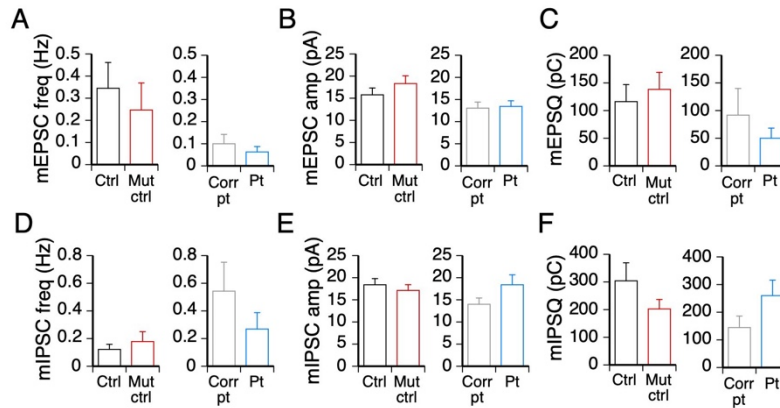 A
mEPSC freq (Hz)
0.5
0.4
0.3
0.2
0.1
0
Ctrl Mut ctrl
0.5
0.4
0.3
0.2
0.1
0
Corr pt Pt
B
mEPSC amp (pA)
25
20
15
10
5
0
Ctrl Mut ctrl
25
20
15
10
5
0
Corr pt Pt
C
mEPSQ (pC)
200
150
100
50
0
Ctrl Mut ctrl
200
150
100
50
0
Corr pt Pt
D
mIPSC freq (Hz)
0.8
0.6
0.4
0.2
0
Ctrl Mut ctrl
0.8
0.6
0.4
0.2
0
Corr pt Pt
E
mIPSC amp (pA)
25
20
15
10
5
0
Ctrl Mut ctrl
25
20
15
10
5
0
Corr pt Pt
F
mIPSQ (pC)
400
300
200
100
0
Ctrl Mut ctrl
400
300
200
100
0
Corr pt Pt